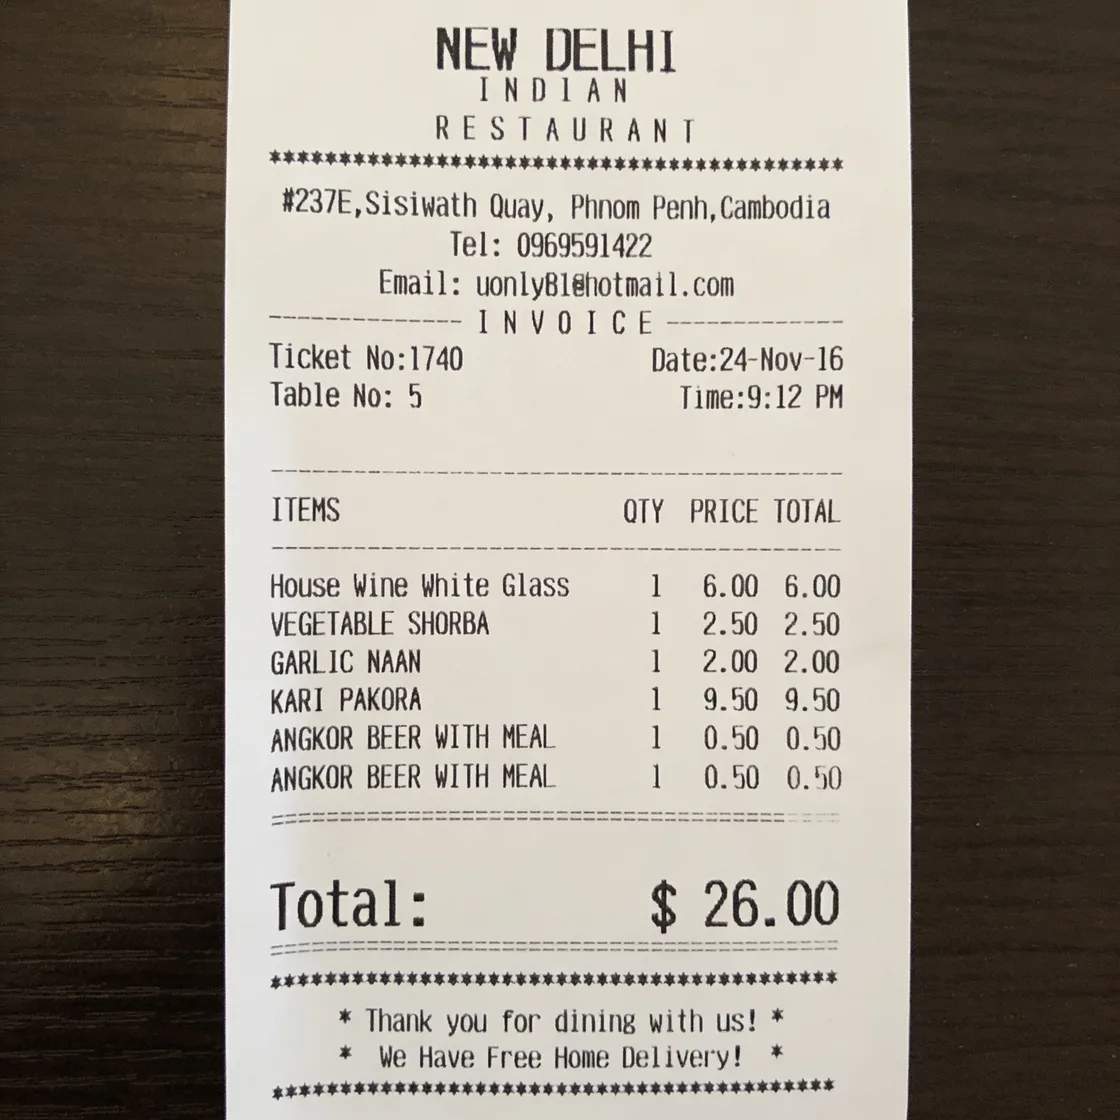 NEW DELHI
INDIAN
RESTAURANT
*****************************************
#237E,Sisiwath Quay, Phnom Penh,Cambodia
Tel: 0969591422
Email: uonly81@hotmail.com
-------------- INVOICE -------------
Ticket No:1740 Date:24-Nov-16
Table No: 5 Time:9:12 PM
------------------------------------------
ITEMS QTY PRICE TOTAL
------------------------------------------
House Wine White Glass 1 6.00 6.00
VEGETABLE SHORBA 1 2.50 2.50
GARLIC NAAN 1 2.00 2.00
KARI PAKORA 1 9.50 9.50
ANGKOR BEER WITH MEAL 1 0.50 0.50
ANGKOR BEER WITH MEAL 1 0.50 0.50
==========================================
Total: $ 26.00
==========================================
*****************************************
* Thank you for dining with us! *
* We Have Free Home Delivery! *
*****************************************